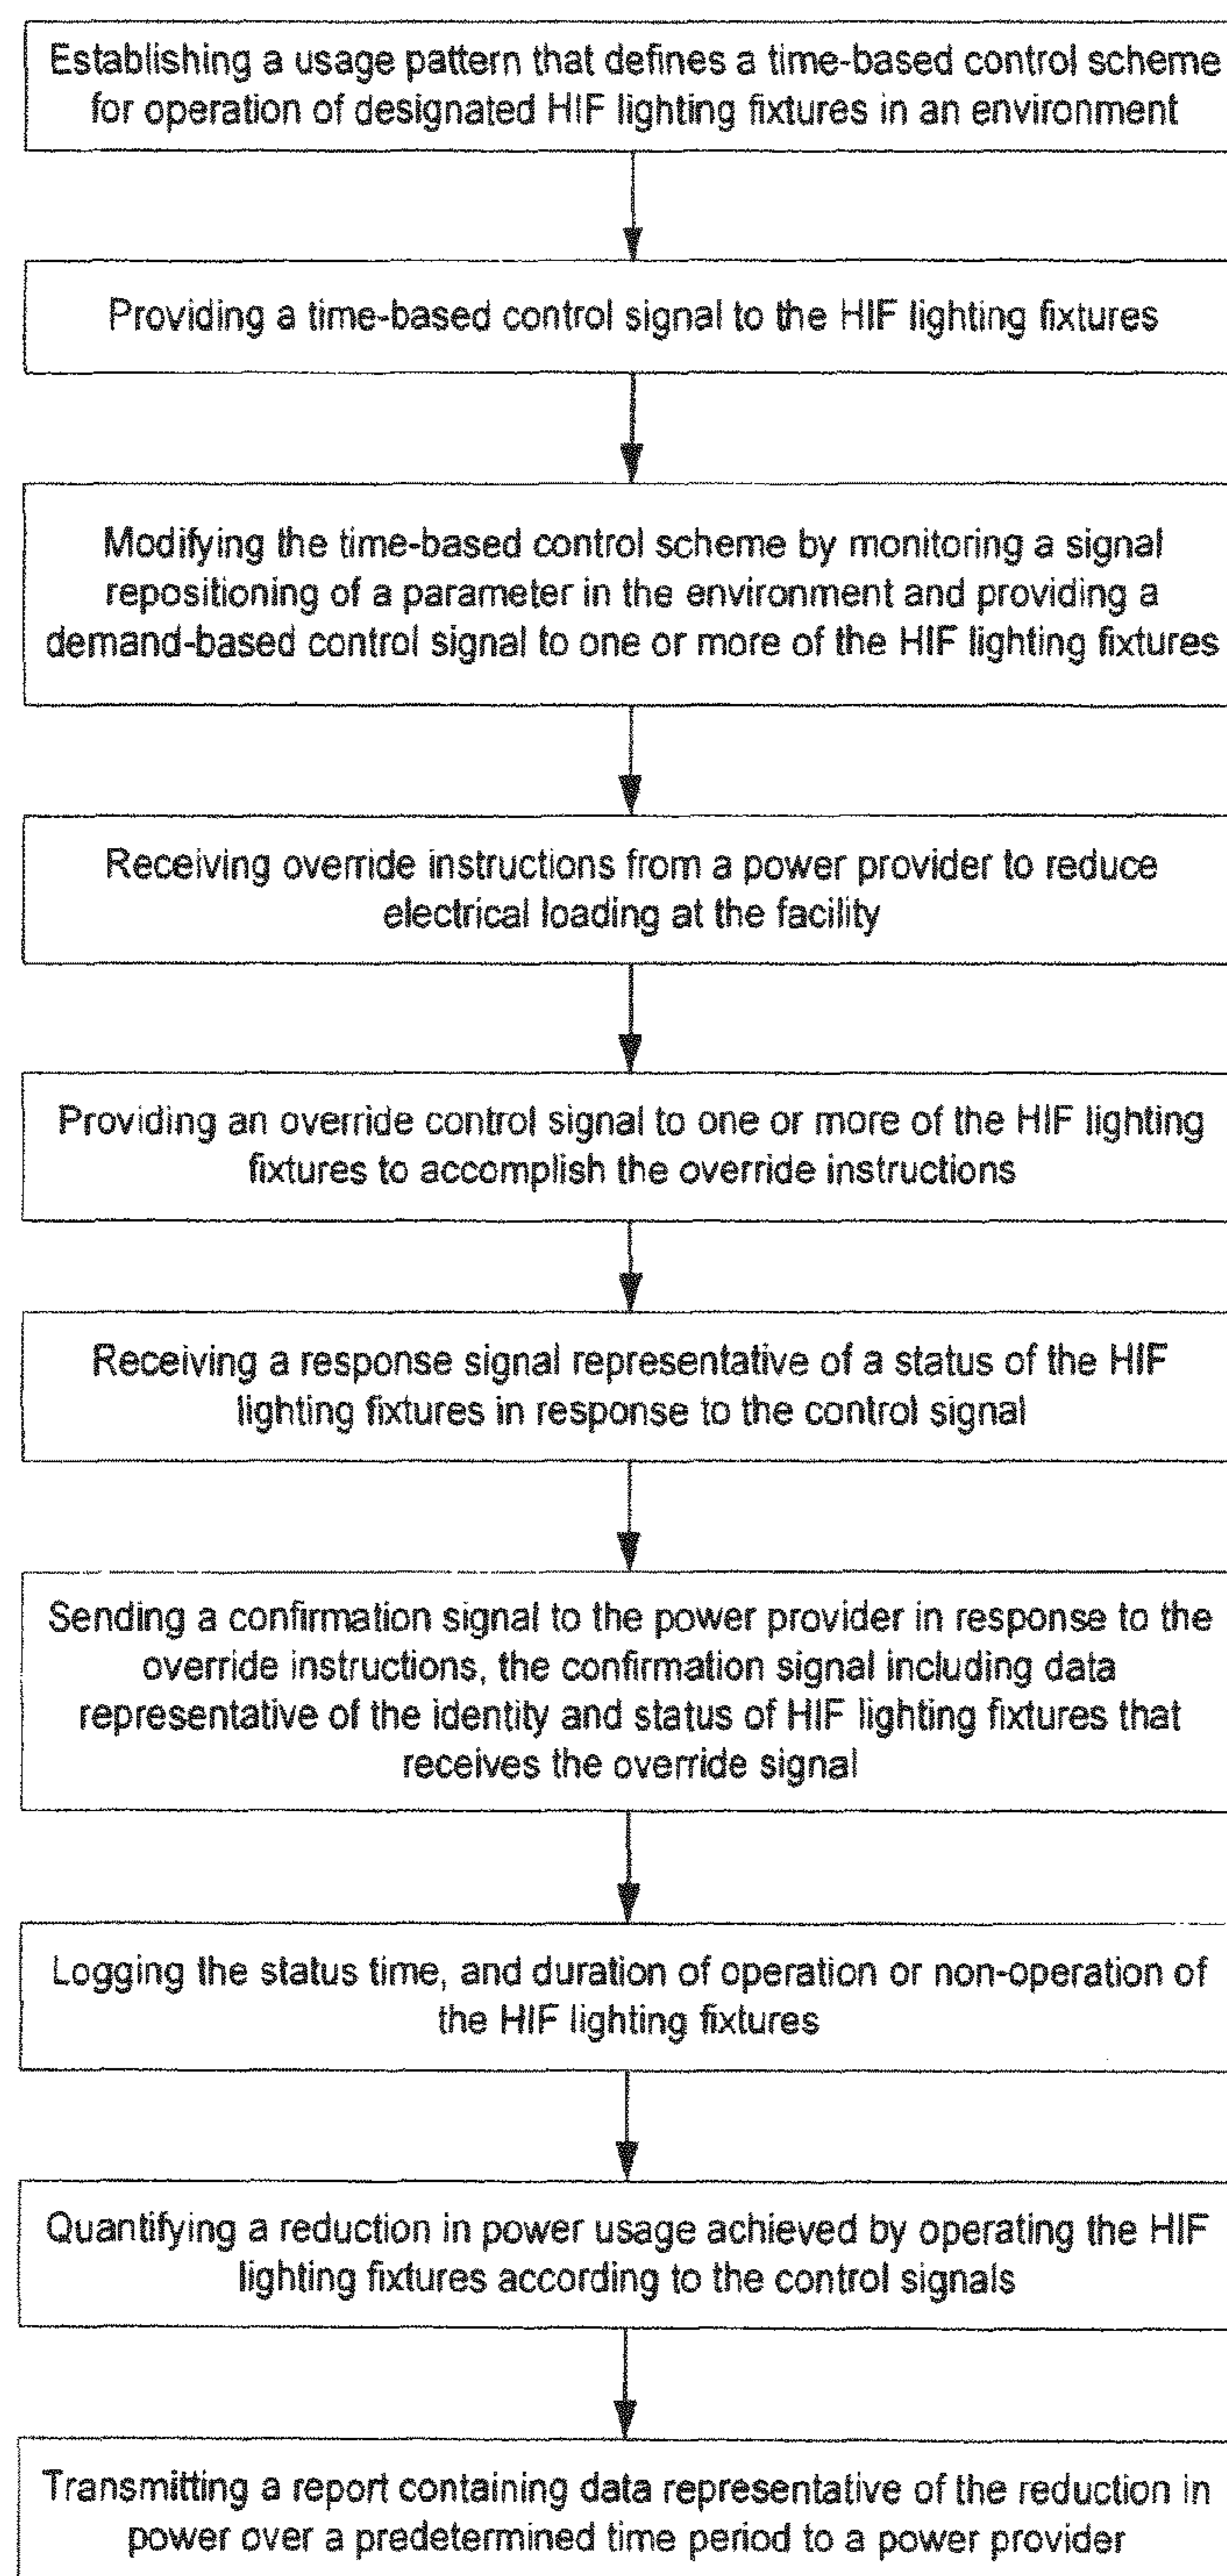 Establishing a usage pattern that defines a time-based control scheme
for operation of designated HIF lighting fixtures in an environment
Providing a time-based control signal to the HIF lighting fixtures
Modifying the time-based control scheme by monitoring a signal
repositioning of a parameter in the environment and providing a
demand-based control signal to one or more of the HIF lighting fixtures
Receiving override instructions from a power provider to reduce
electrical loading at the facility
Providing an override control signal to one or more of the HIF lighting
fixtures to accomplish the override instructions
Receiving a response signal representative of a status of the HIF
lighting fixtures in response to the control signal
Sending a confirmation signal to the power provider in response to the
override instructions, the confirmation signal including data
representative of the identity and status of HIF lighting fixtures that
receives the override signal
Logging the status time, and duration of operation or non-operation of
the HIF lighting fixtures
Quantifying a reduction in power usage achieved by operating the HIF
lighting fixtures according to the control signals
Transmitting a report containing data representative of the reduction in
power over a predetermined time period to a power provider